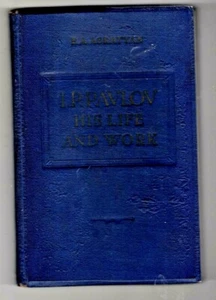 I.P. PAVLOV
HIS LIFE
AND WORK